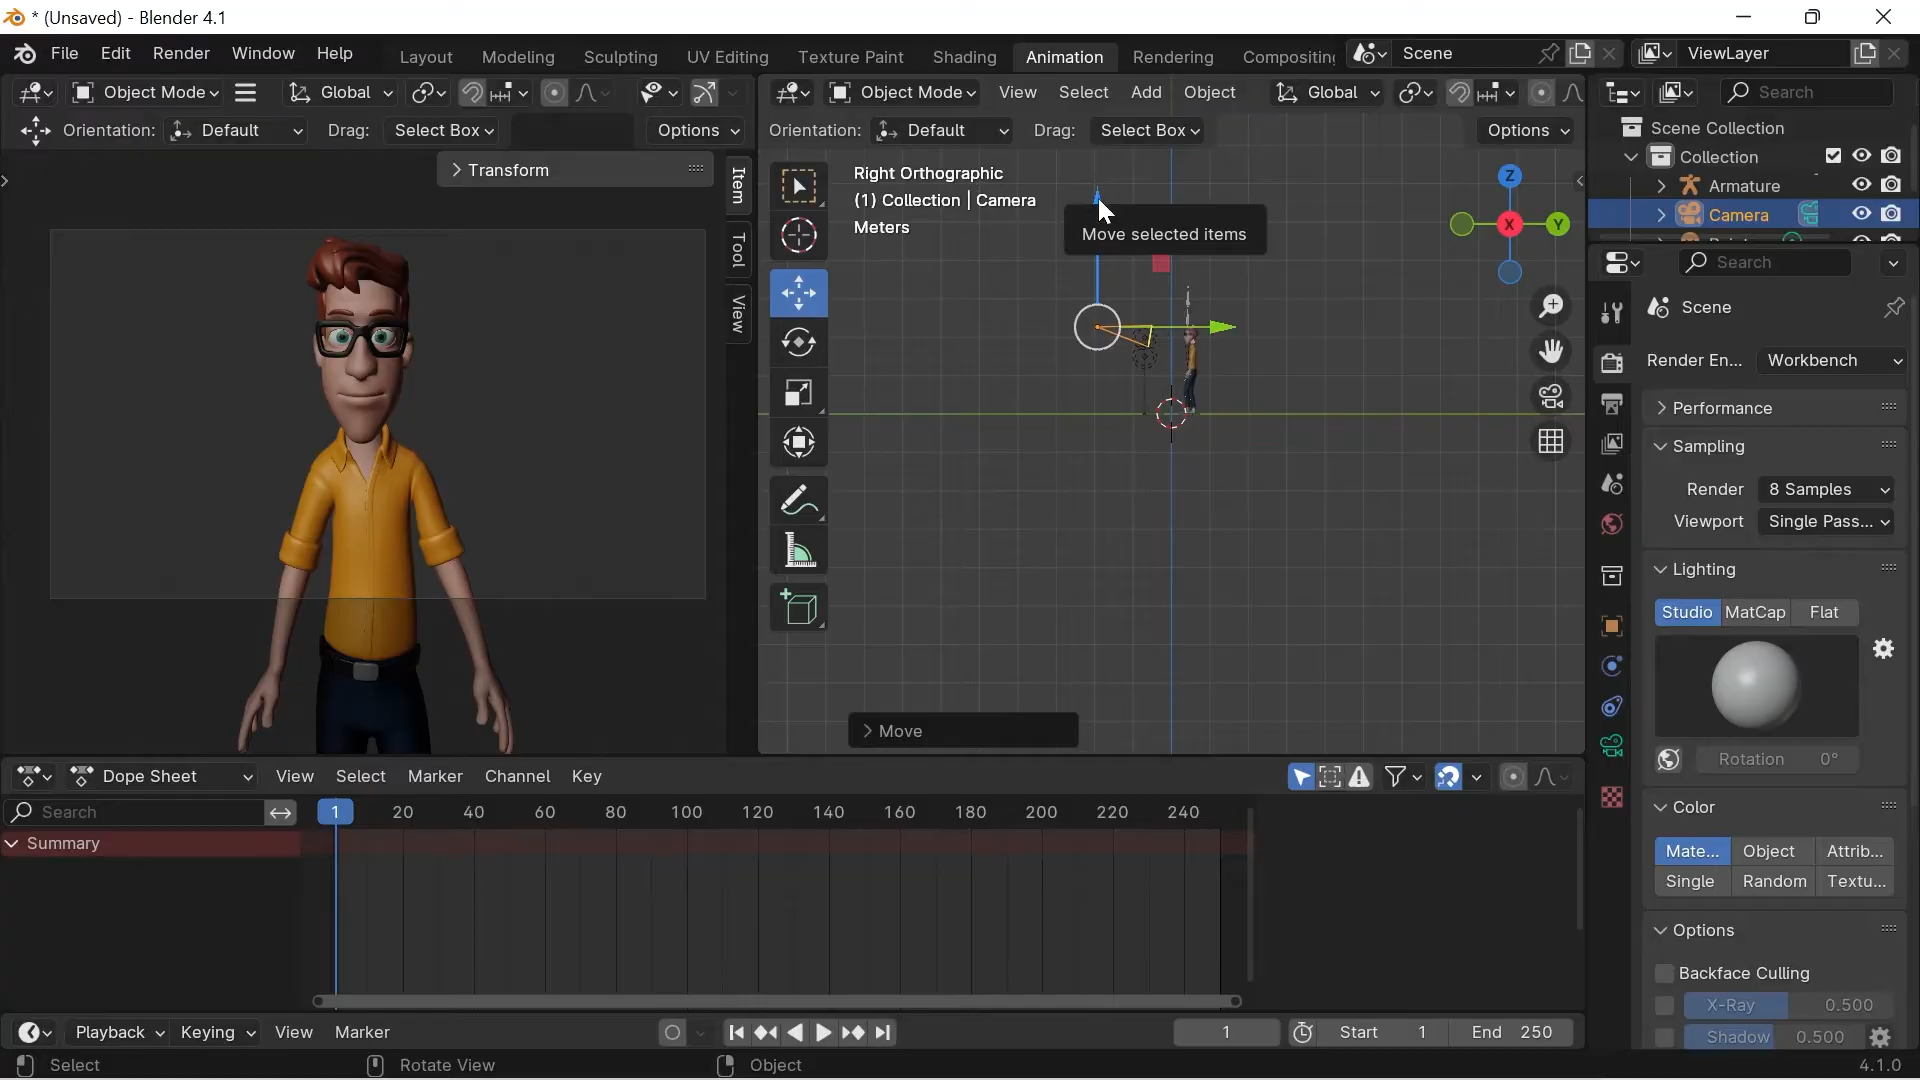 * (Unsaved) - Blender 4.1
File Edit Render Window Help Layout Modeling Sculpting UV Editing Texture Paint Shading Animation Rendering Compositing Scene ViewLayer
Object Mode Global
Object Mode View Select Add Object Global
Search
Orientation: Default Drag: Select Box Options
Orientation: Default Drag: Select Box Options
Scene Collection
Collection
Armature
Camera
Transform
Item
Tool
View
Right Orthographic
(1) Collection | Camera
Meters
Move selected items
Z
X
Y
Move
Search
Scene
Render En... Workbench
Performance
Sampling
Render 8 Samples
Viewport Single Pass...
Lighting
Studio MatCap Flat
Rotation 0°
Color
Mate... Object Attrib...
Single Random Textu...
Options
Backface Culling
X-Ray 0.500
Shadow 0.500
Dope Sheet View Select Marker Channel Key
Search 1 20 40 60 80 100 120 140 160 180 200 220 240
Summary
Playback Keying View Marker 1 Start 1 End 250
Select Rotate View Object 4.1.0